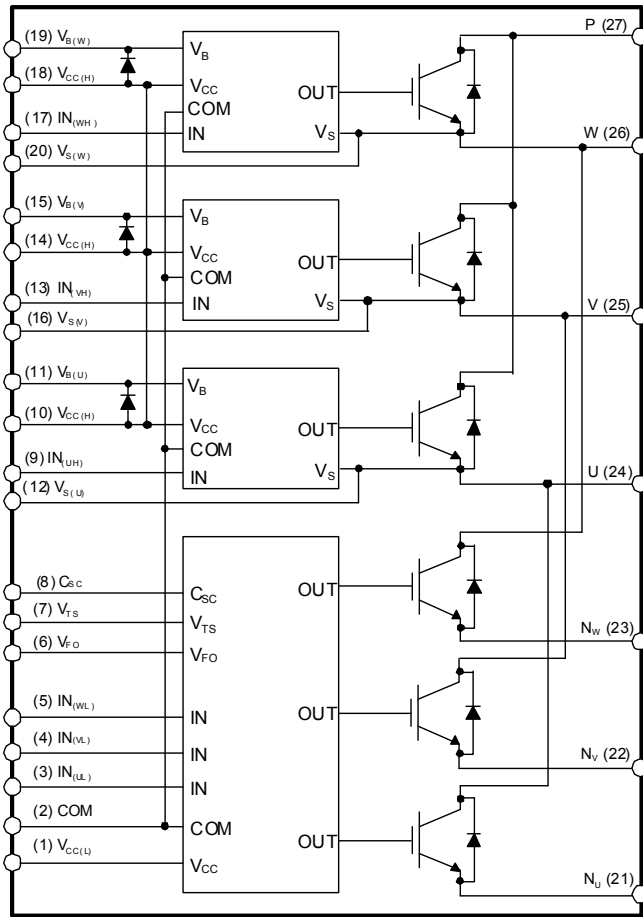 (19) VB(W)
VB
P (27)
(18) VCC(H)
VCC
OUT
COM
(17) IN(WH)
IN
VS
W (26)
(20) VS(W)
(15) VB(V)
VB
(14) VCC(H)
VCC
OUT
COM
(13) IN(VH)
IN
VS
V (25)
(16) VS(V)
(11) VB(U)
VB
(10) VCC(H)
VCC
OUT
COM
(9) IN(UH)
IN
VS
U (24)
(12) VS(U)
(8) CSC
CSC
OUT
(7) VTS
VTS
(6) VFO
VFO
NW (23)
(5) IN(WL)
IN
OUT
(4) IN(VL)
IN
NV (22)
(3) IN(UL)
IN
(2) COM
COM
OUT
(1) VCC(L)
VCC
NU (21)